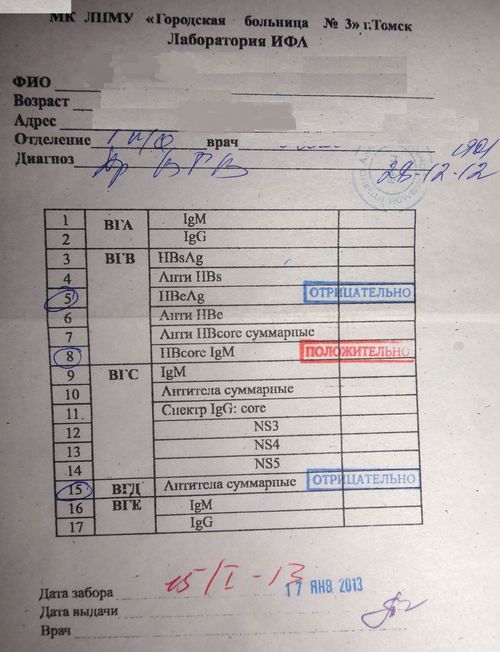 МК ЛПМУ «Городская больница № 3» г.Томск
Лаборатория ИФА
ФИО
Возраст
Адрес
Отделение врач
Диагноз ВГВ 28-12-12
1 ВГА IgM
2 IgG
3 ВГВ HBsAg
4 Анти HBs
5 HBeAg ОТРИЦАТЕЛЬНО
6 Анти HBe
7 Анти HBcore суммарные
8 HBcore IgM ПОЛОЖИТЕЛЬНО
9 ВГС IgM
10 Антитела суммарные
11. Спектр IgG: core
12 NS3
13 NS4
14 NS5
15 ВГД Антитела суммарные ОТРИЦАТЕЛЬНО
16 ВГЕ IgM
17 IgG
Дата забора 15/I-13 17 ЯНВ 2013
Дата выдачи
Врач